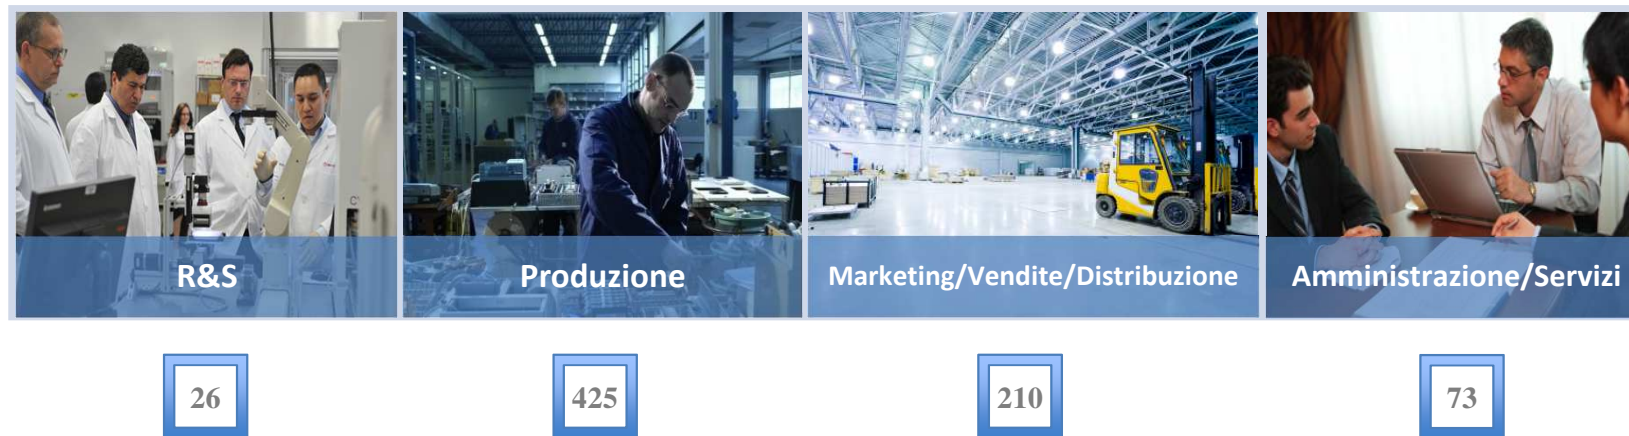 R&S
Produzione
Marketing/Vendite/Distribuzione
Amministrazione/Servizi
26
425
210
73